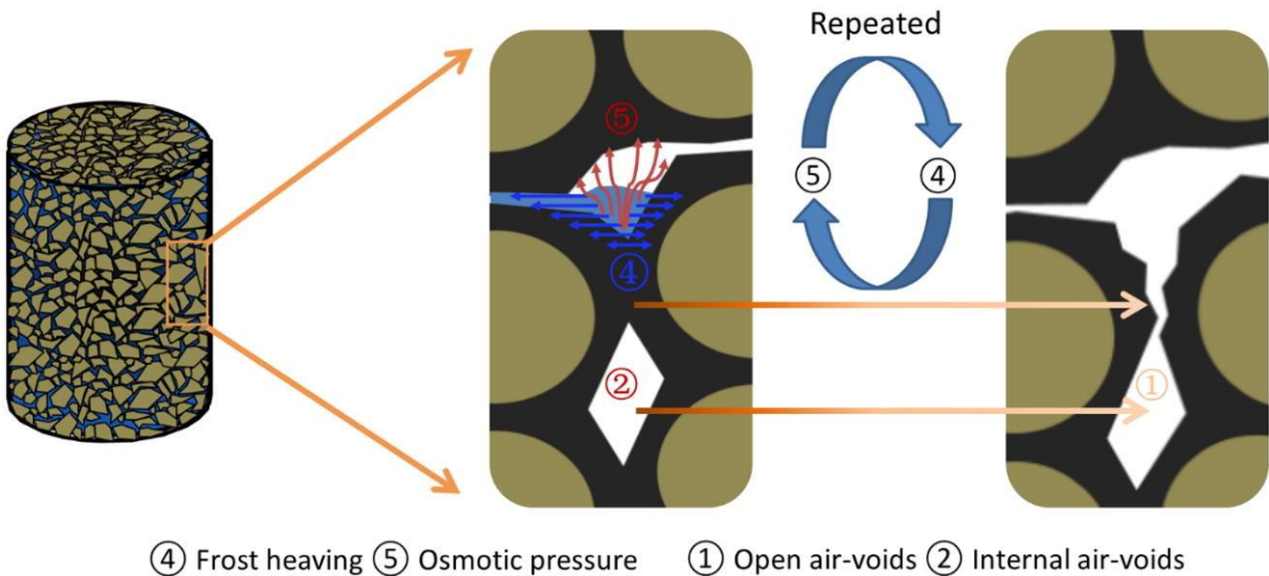 Repeated
⑤
⑤ ④
④
② ①
④ Frost heaving ⑤ Osmotic pressure ① Open air-voids ② Internal air-voids